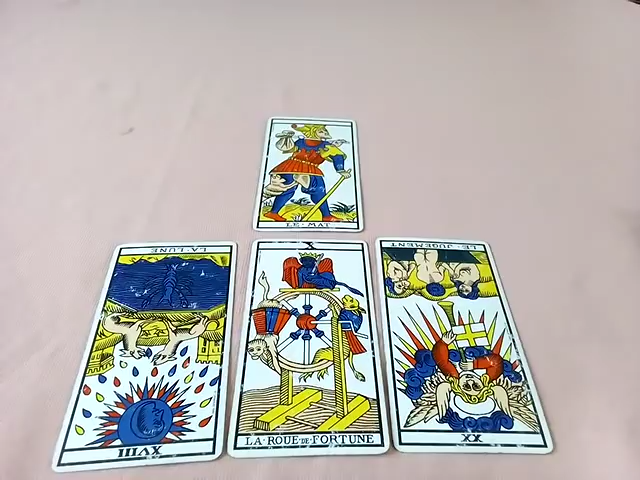 LE·MAT
LA·LUNE
X
LE·JUGEMENT
XVIII
LA·ROUE·DE·FORTUNE
XX